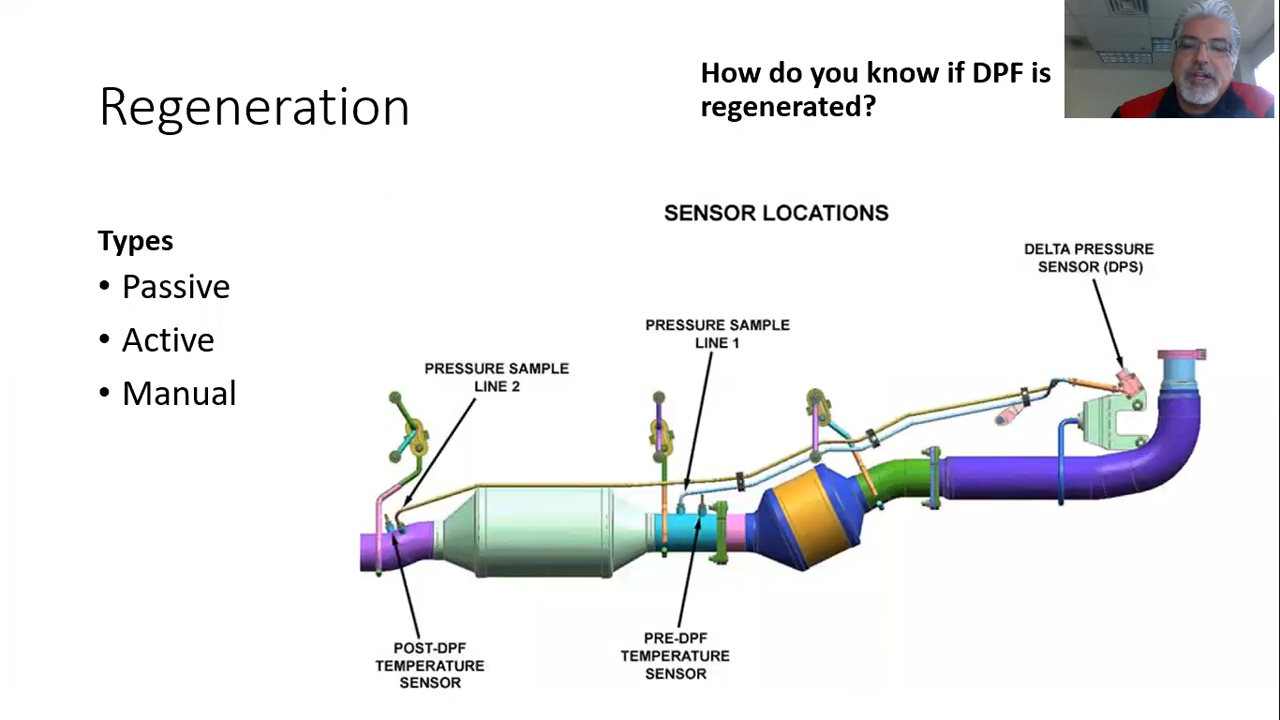 Regeneration
How do you know if DPF is
regenerated?
Types
• Passive
• Active
• Manual
SENSOR LOCATIONS
DELTA PRESSURE
SENSOR (DPS)
PRESSURE SAMPLE
LINE 1
PRESSURE SAMPLE
LINE 2
POST-DPF
TEMPERATURE
SENSOR
PRE-DPF
TEMPERATURE
SENSOR